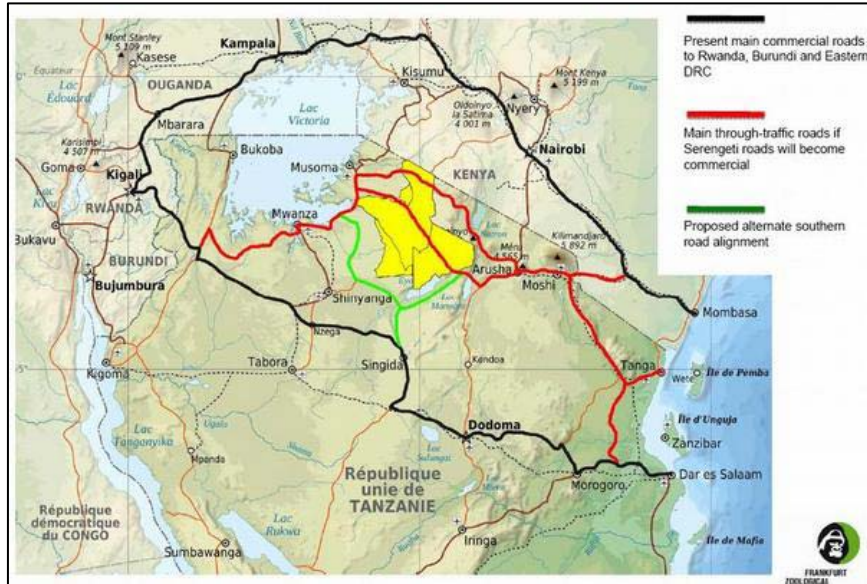 Mont Stanley
5 109 m
Kasese
Kampala
Équateur
Lac
Édouard
OUGANDA
Kisumu
Mont Kenya
5 199 m
Lac
Victoria
Oldoinyo
la Satima
4 001 m
Nyery
Tana
Mbarara
Karisimbi
4 507 m
Goma
Bukoba
Musoma
Nairobi
Kigali
RWANDA
KENYA
Lac
Kivu
Mwanza
Kilimandjaro
5 892 m
Bukavu
BURUNDI
Méru
4 565 m
Arusha
Moshi
Bujumbura
Shinyanga
Lac
Manyara
Mombasa
Nzega
Kigoma
Tabora
Singida
Kondoa
Tanga
Wete
Île de Pemba
Lac
Tanganyika
Ugala
Île d'Unguja
Mpanda
Dodoma
Zanzibar
République
unie de
TANZANIE
Morogoro
Dar es Salaam
République
démocratique
du CONGO
Lac
Rukwa
Iringa
Île de Mafia
Sumbawanga
Present main commercial roads
to Rwanda, Burundi and Eastern
DRC
Main through-traffic roads if
Serengeti roads will become
commercial
Proposed alternate southern
road alignment
FRANKFURT
ZOOLOGICAL